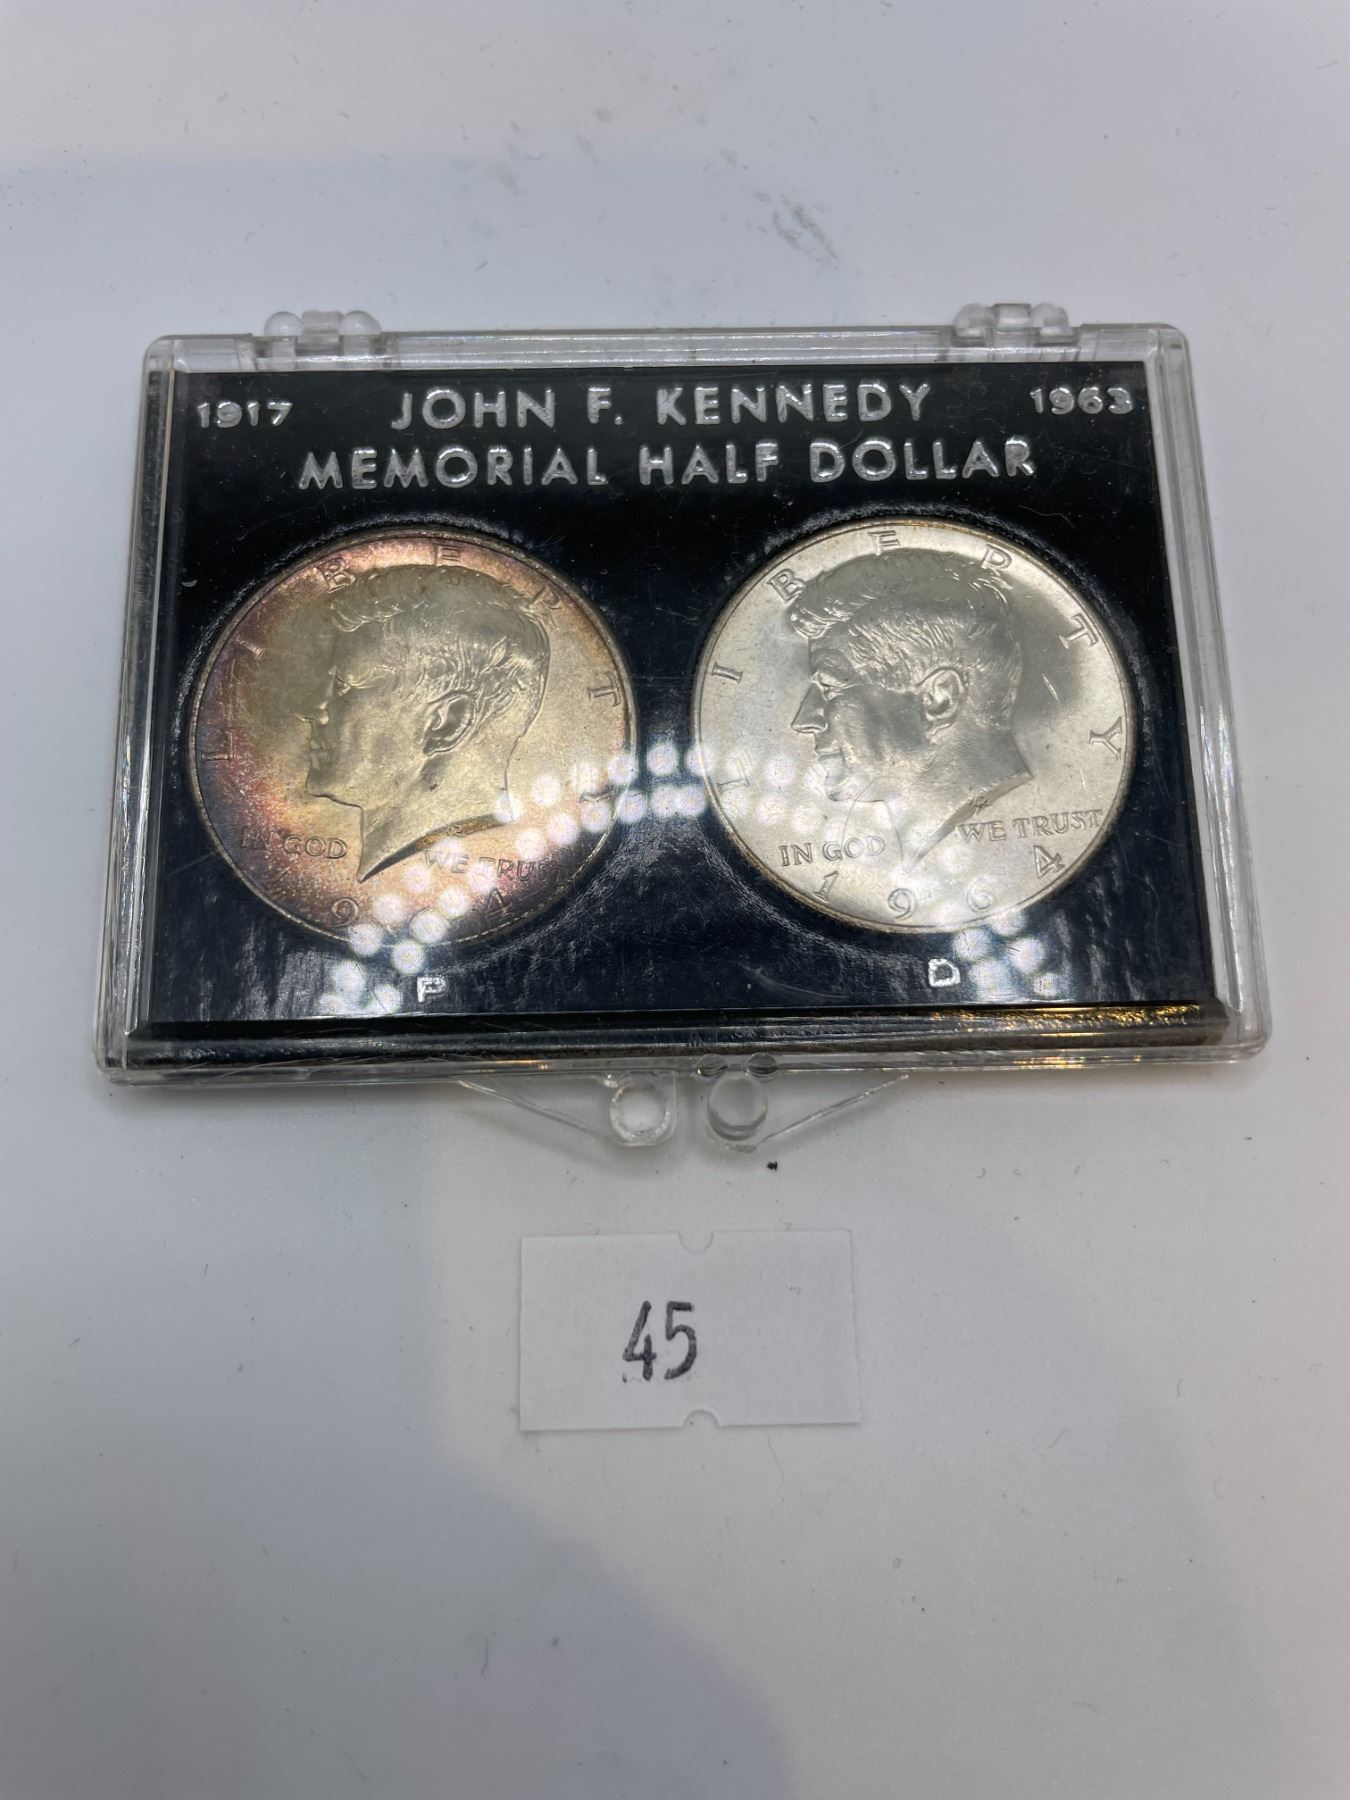 1917 JOHN F. KENNEDY 1963
MEMORIAL HALF DOLLAR
LIBERTY
IN GOD WE TRUST
LIBERTY
IN GOD WE TRUST
1964
P D
45